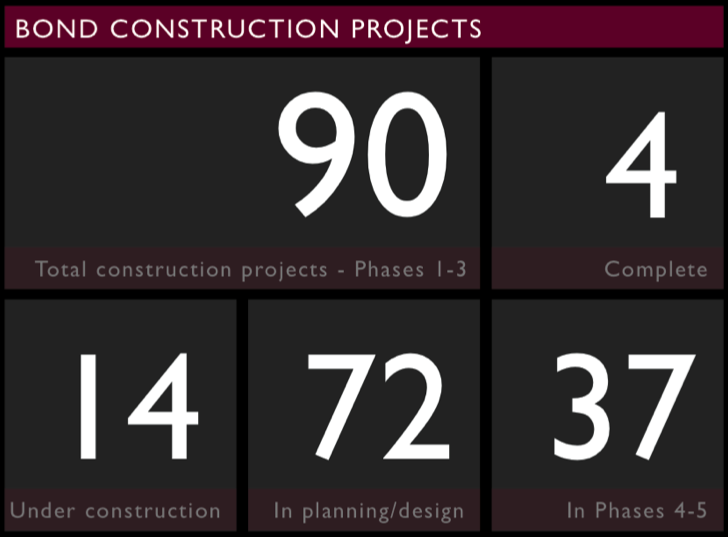 BOND CONSTRUCTION PROJECTS
90
Total construction projects - Phases 1-3
4
Complete
14
Under construction
72
In planning/design
37
In Phases 4-5